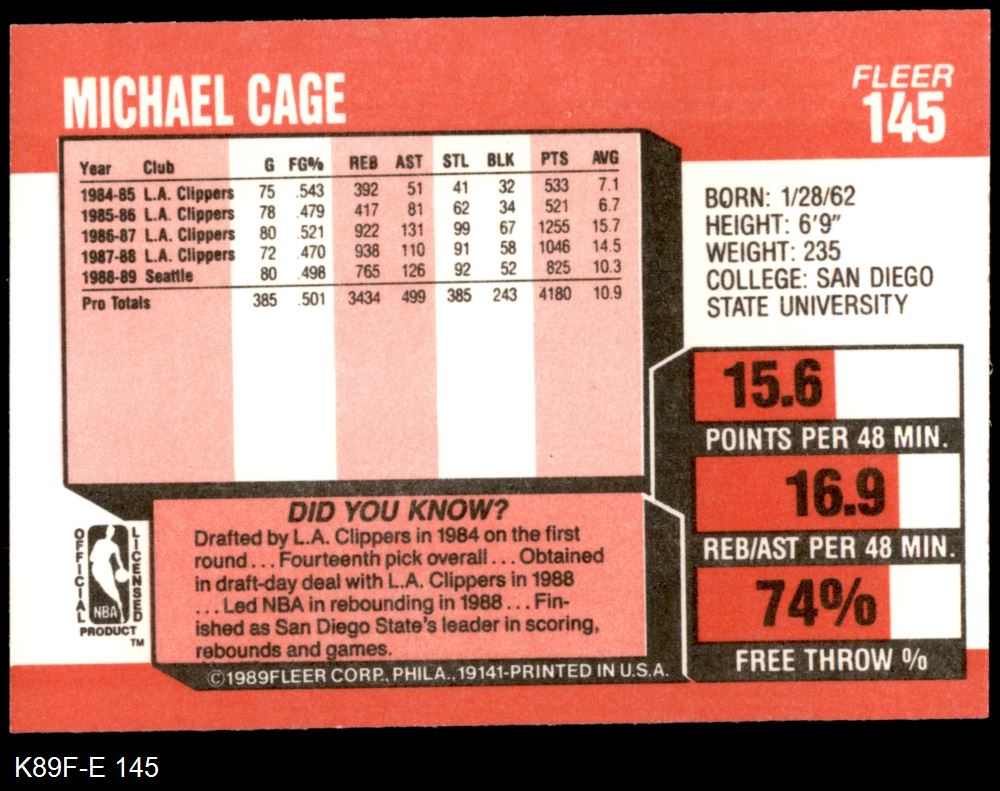 MICHAEL CAGE
FLEER
145
Year Club G FG% REB AST STL BLK PTS AVG
1984-85 L.A. Clippers 75 .543 392 51 41 32 533 7.1
1985-86 L.A. Clippers 78 .479 417 81 62 34 521 6.7
1986-87 L.A. Clippers 80 .521 922 131 99 67 1255 15.7
1987-88 L.A. Clippers 72 .470 938 110 91 58 1046 14.5
1988-89 Seattle 80 .498 765 126 92 52 825 10.3
Pro Totals 385 .501 3434 499 385 243 4180 10.9
BORN: 1/28/62
HEIGHT: 6'9"
WEIGHT: 235
COLLEGE: SAN DIEGO
STATE UNIVERSITY
15.6
POINTS PER 48 MIN.
16.9
REB/AST PER 48 MIN.
74%
FREE THROW %
DID YOU KNOW?
Drafted by L.A. Clippers in 1984 on the first
round...Fourteenth pick overall...Obtained
in draft-day deal with L.A. Clippers in 1988
...Led NBA in rebounding in 1988...Fin-
ished as San Diego State's leader in scoring,
rebounds and games.
OFFICIAL
LICENSED
NBA
PRODUCT
TM
©1989FLEER CORP., PHILA., 19141-PRINTED IN U.S.A.
K89F-E 145